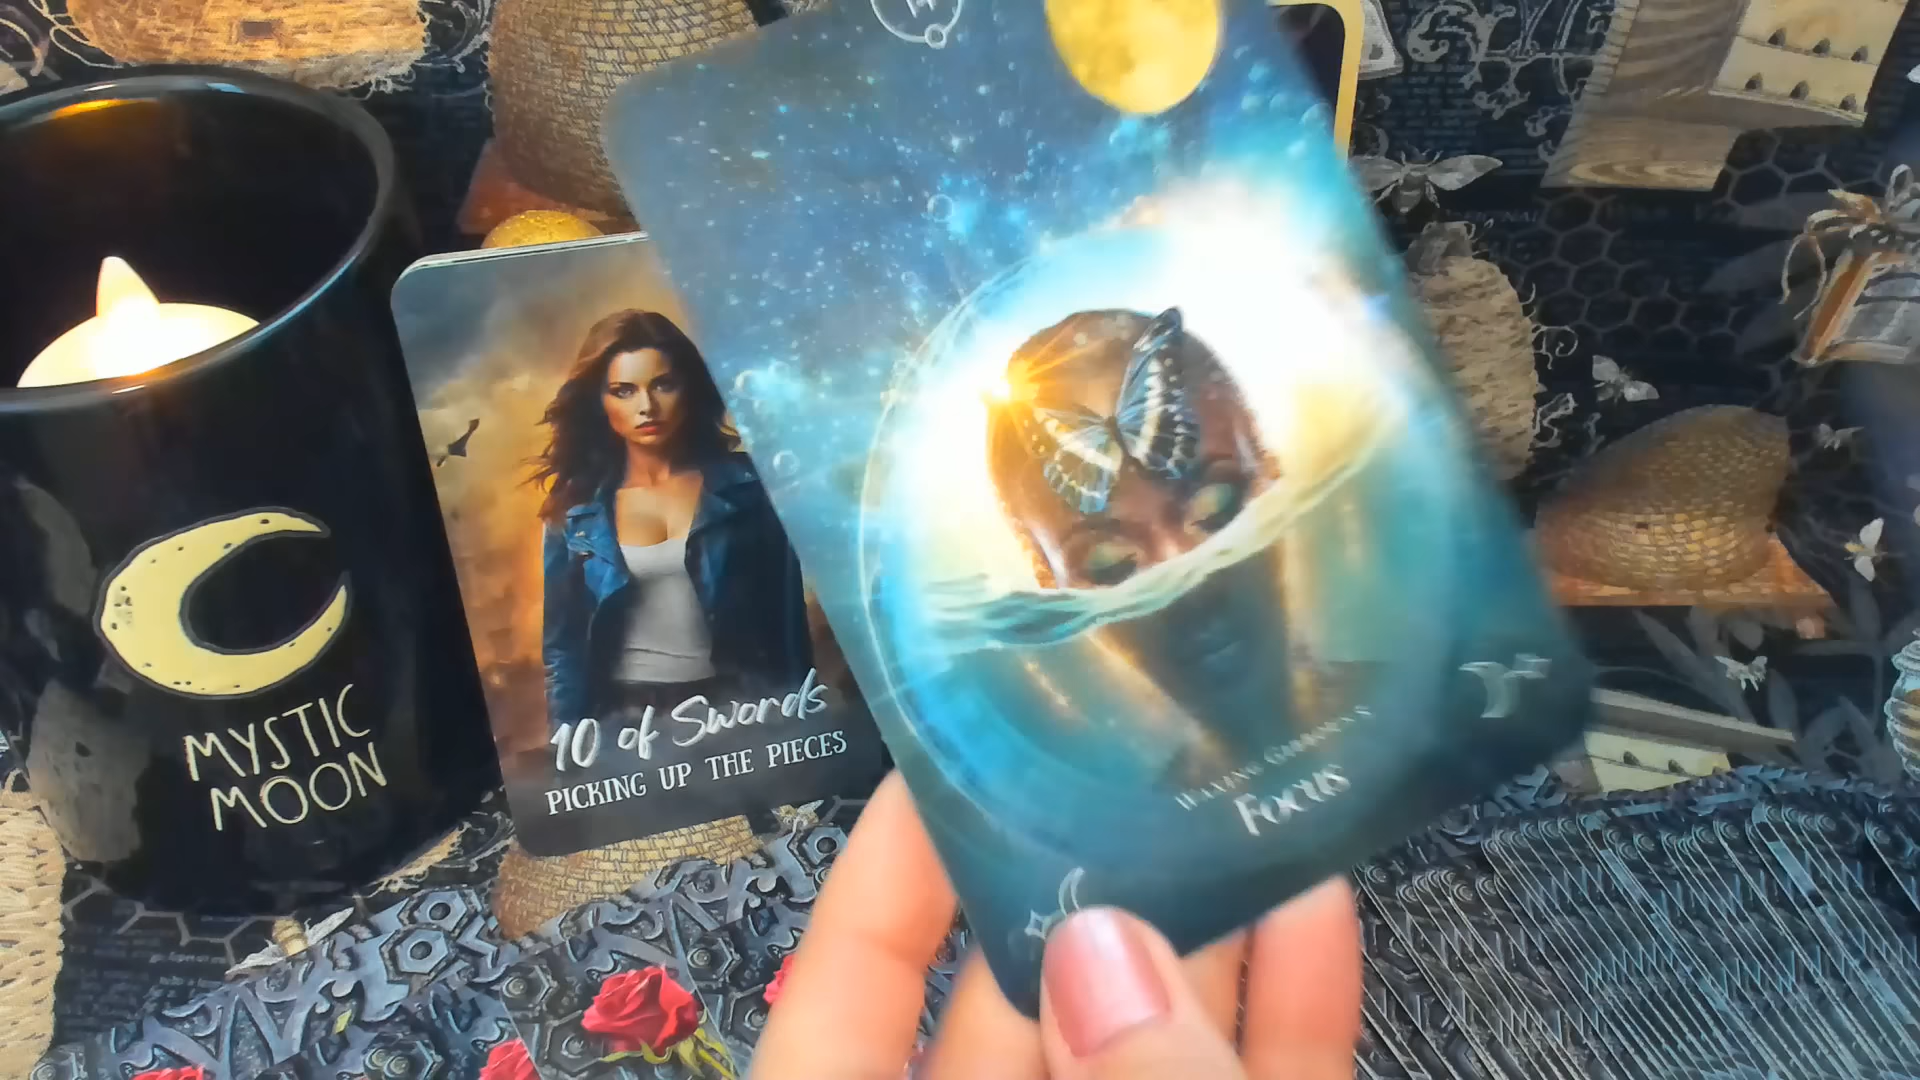 MYSTIC
MOON
10 of Swords
PICKING UP THE PIECES
Focus